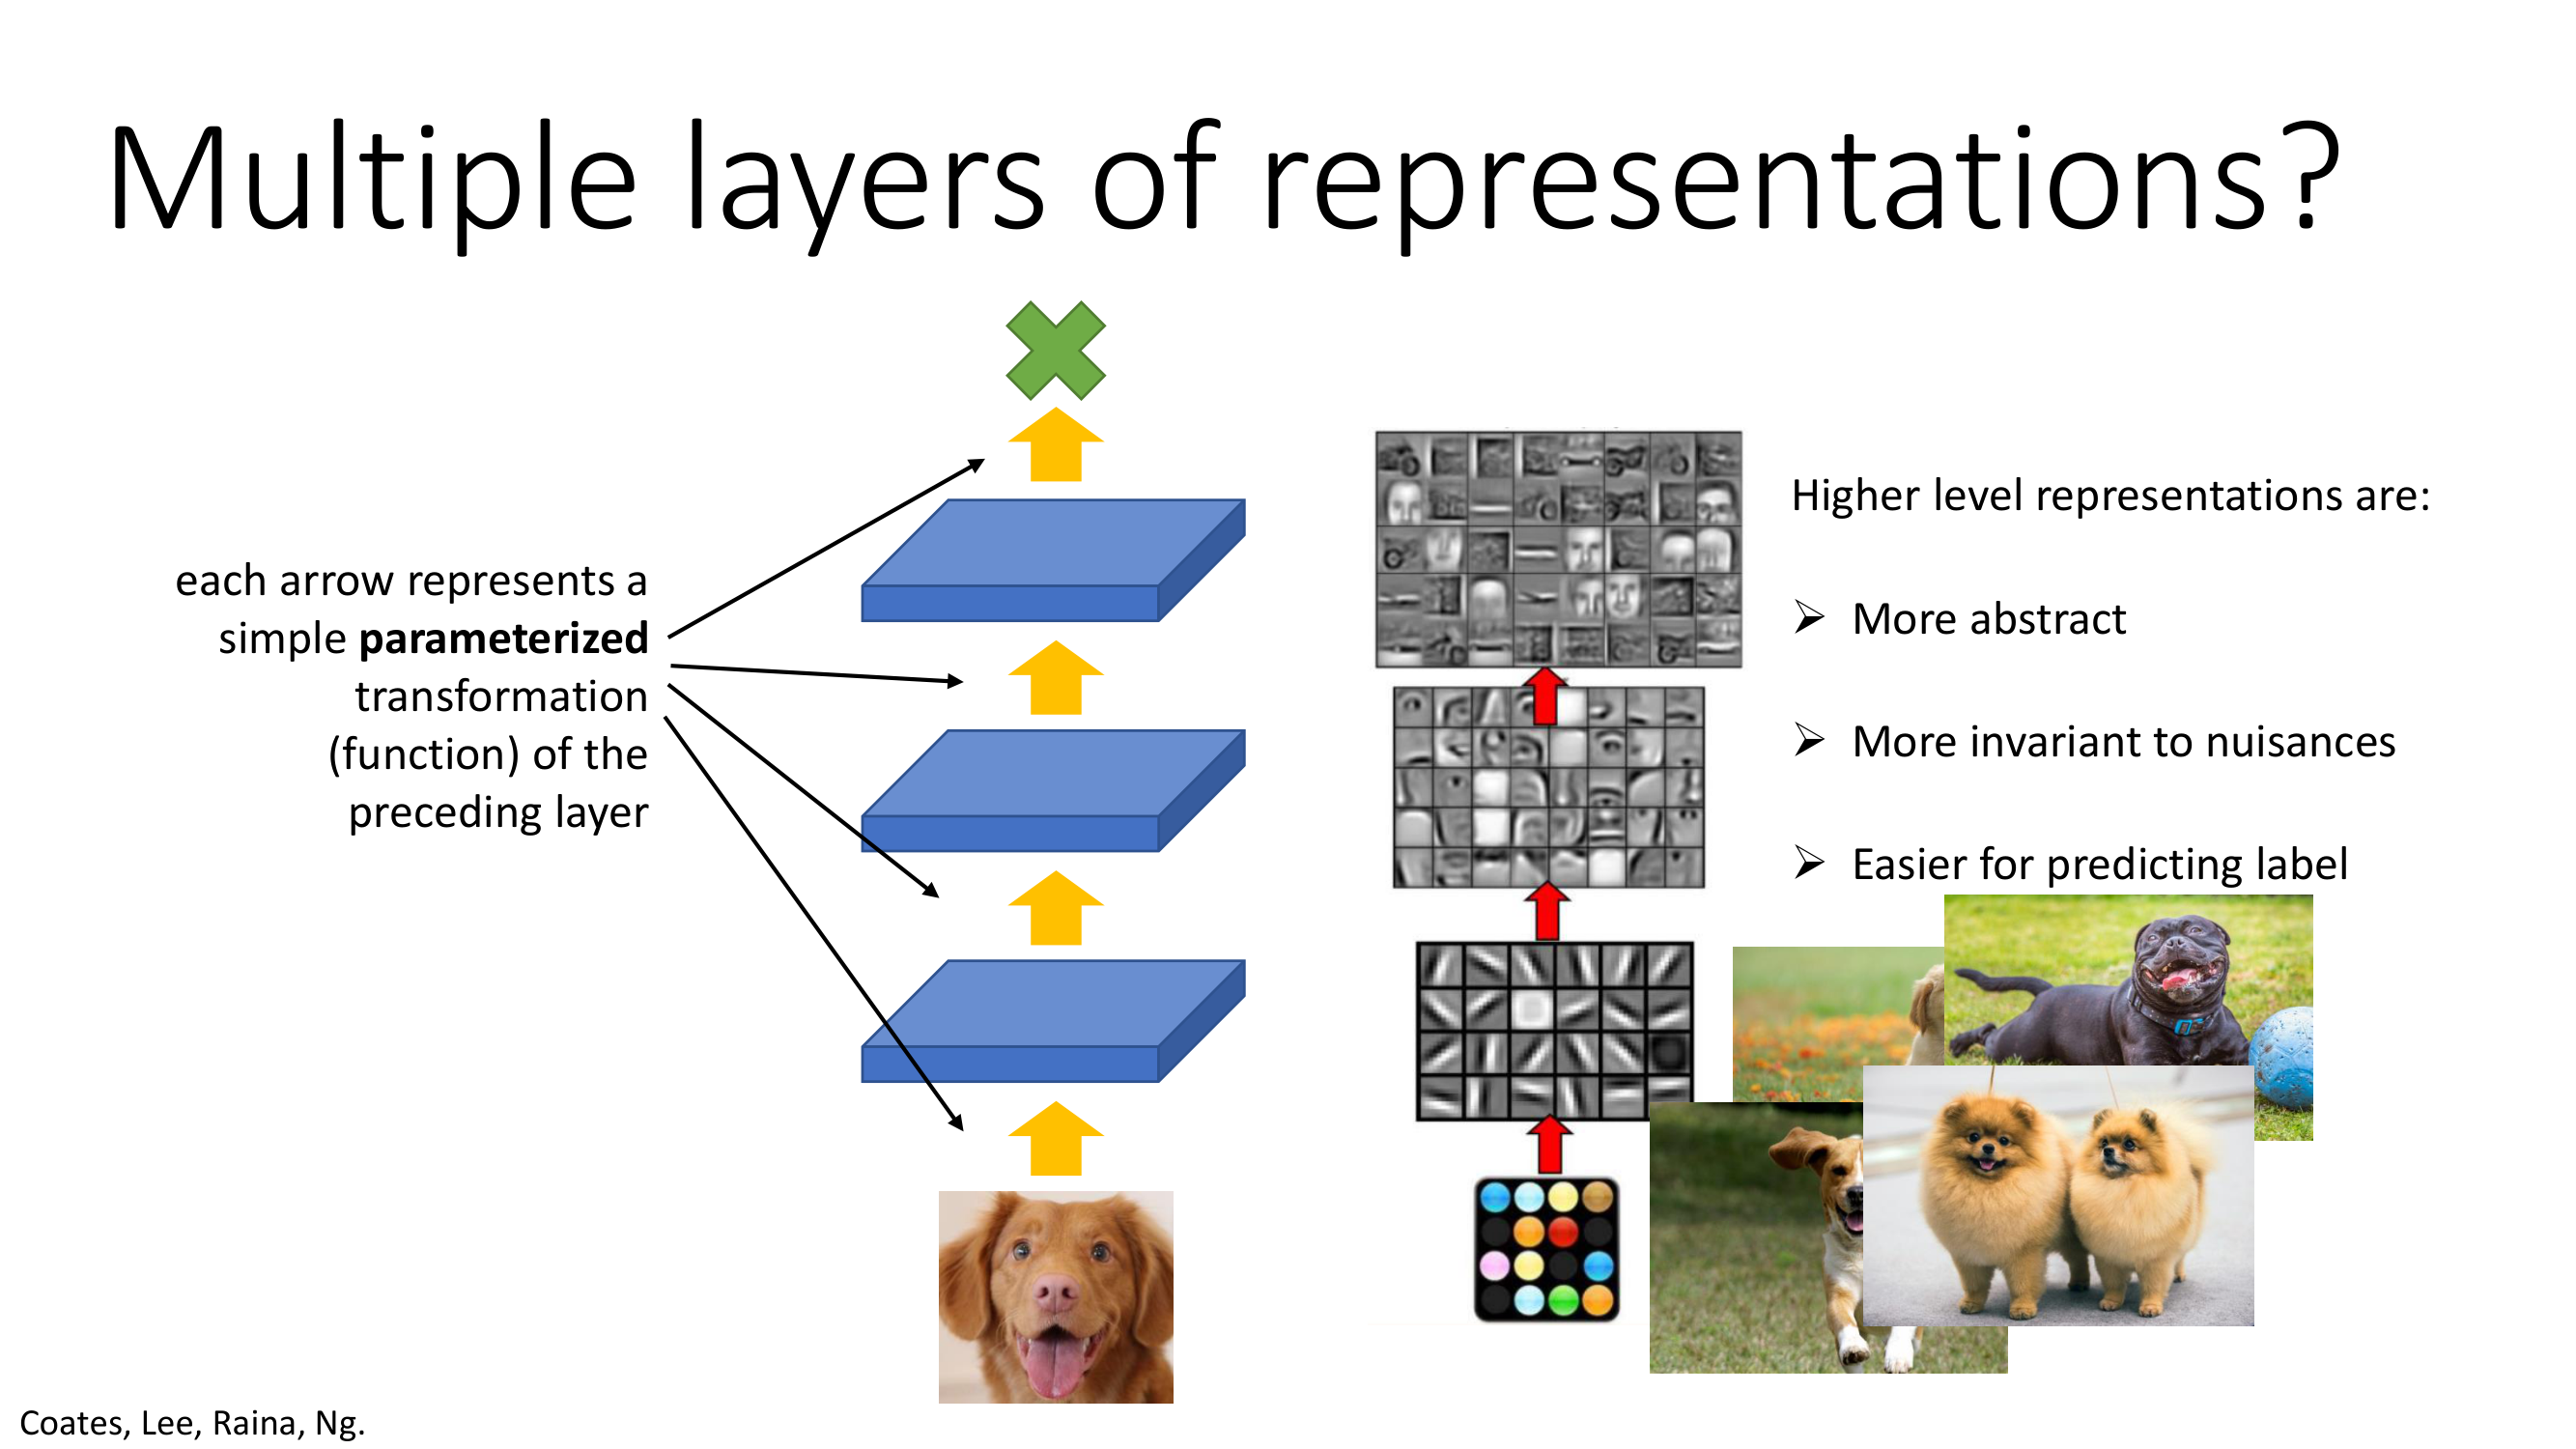 Multiple layers of representations?
each arrow represents a
simple parameterized
transformation
(function) of the
preceding layer
Higher level representations are:
➢ More abstract
➢ More invariant to nuisances
➢ Easier for predicting label
Coates, Lee, Raina, Ng.